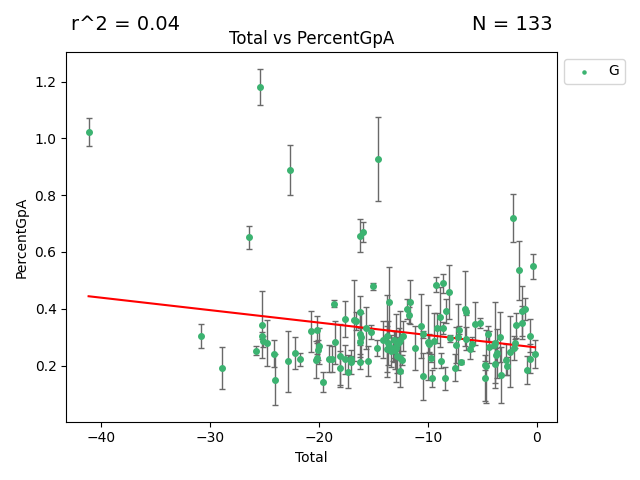 r^2 = 0.04
N = 133
Total vs PercentGpA
G
1.2
1.0
0.8
0.6
0.4
0.2
PercentGpA
−40
−30
−20
−10
0
Total